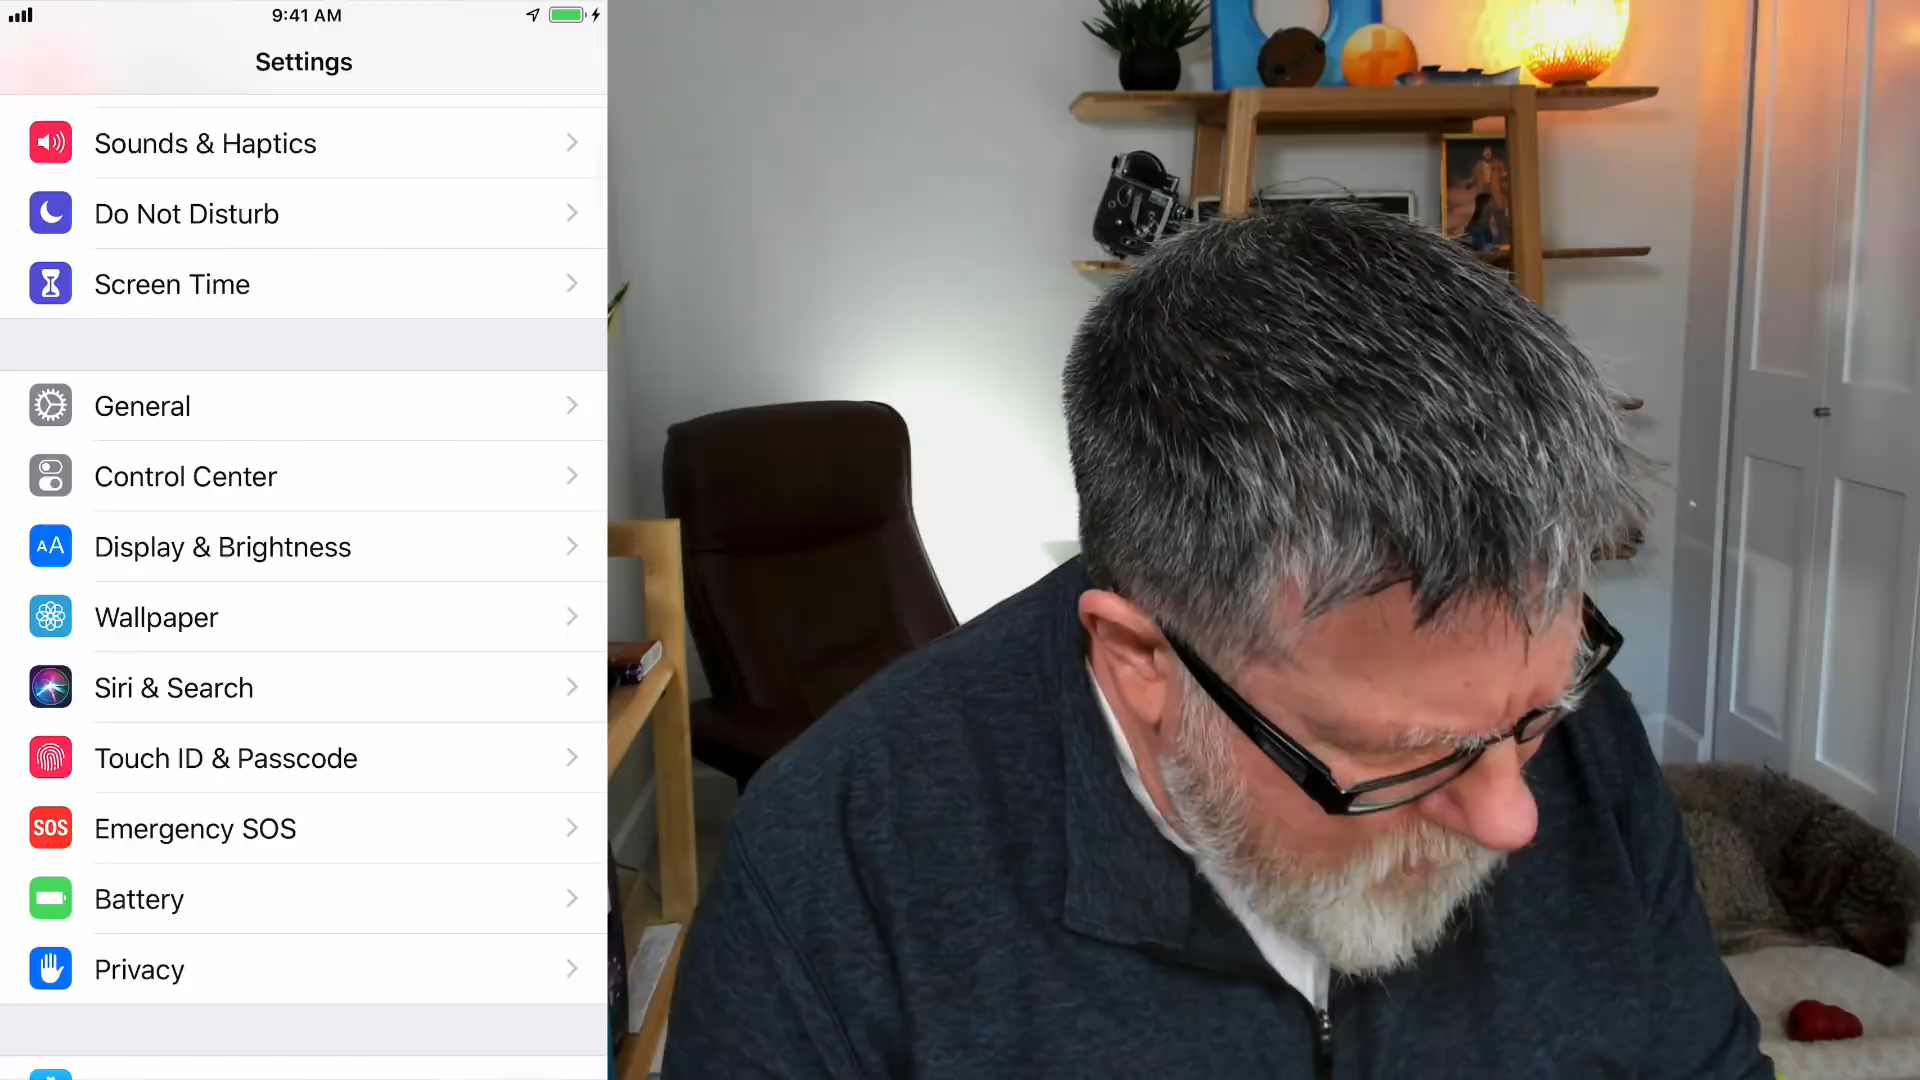 9:41 AM
Settings
Sounds & Haptics
Do Not Disturb
Screen Time
General
Control Center
AA Display & Brightness
Wallpaper
Siri & Search
Touch ID & Passcode
SOS Emergency SOS
Battery
Privacy